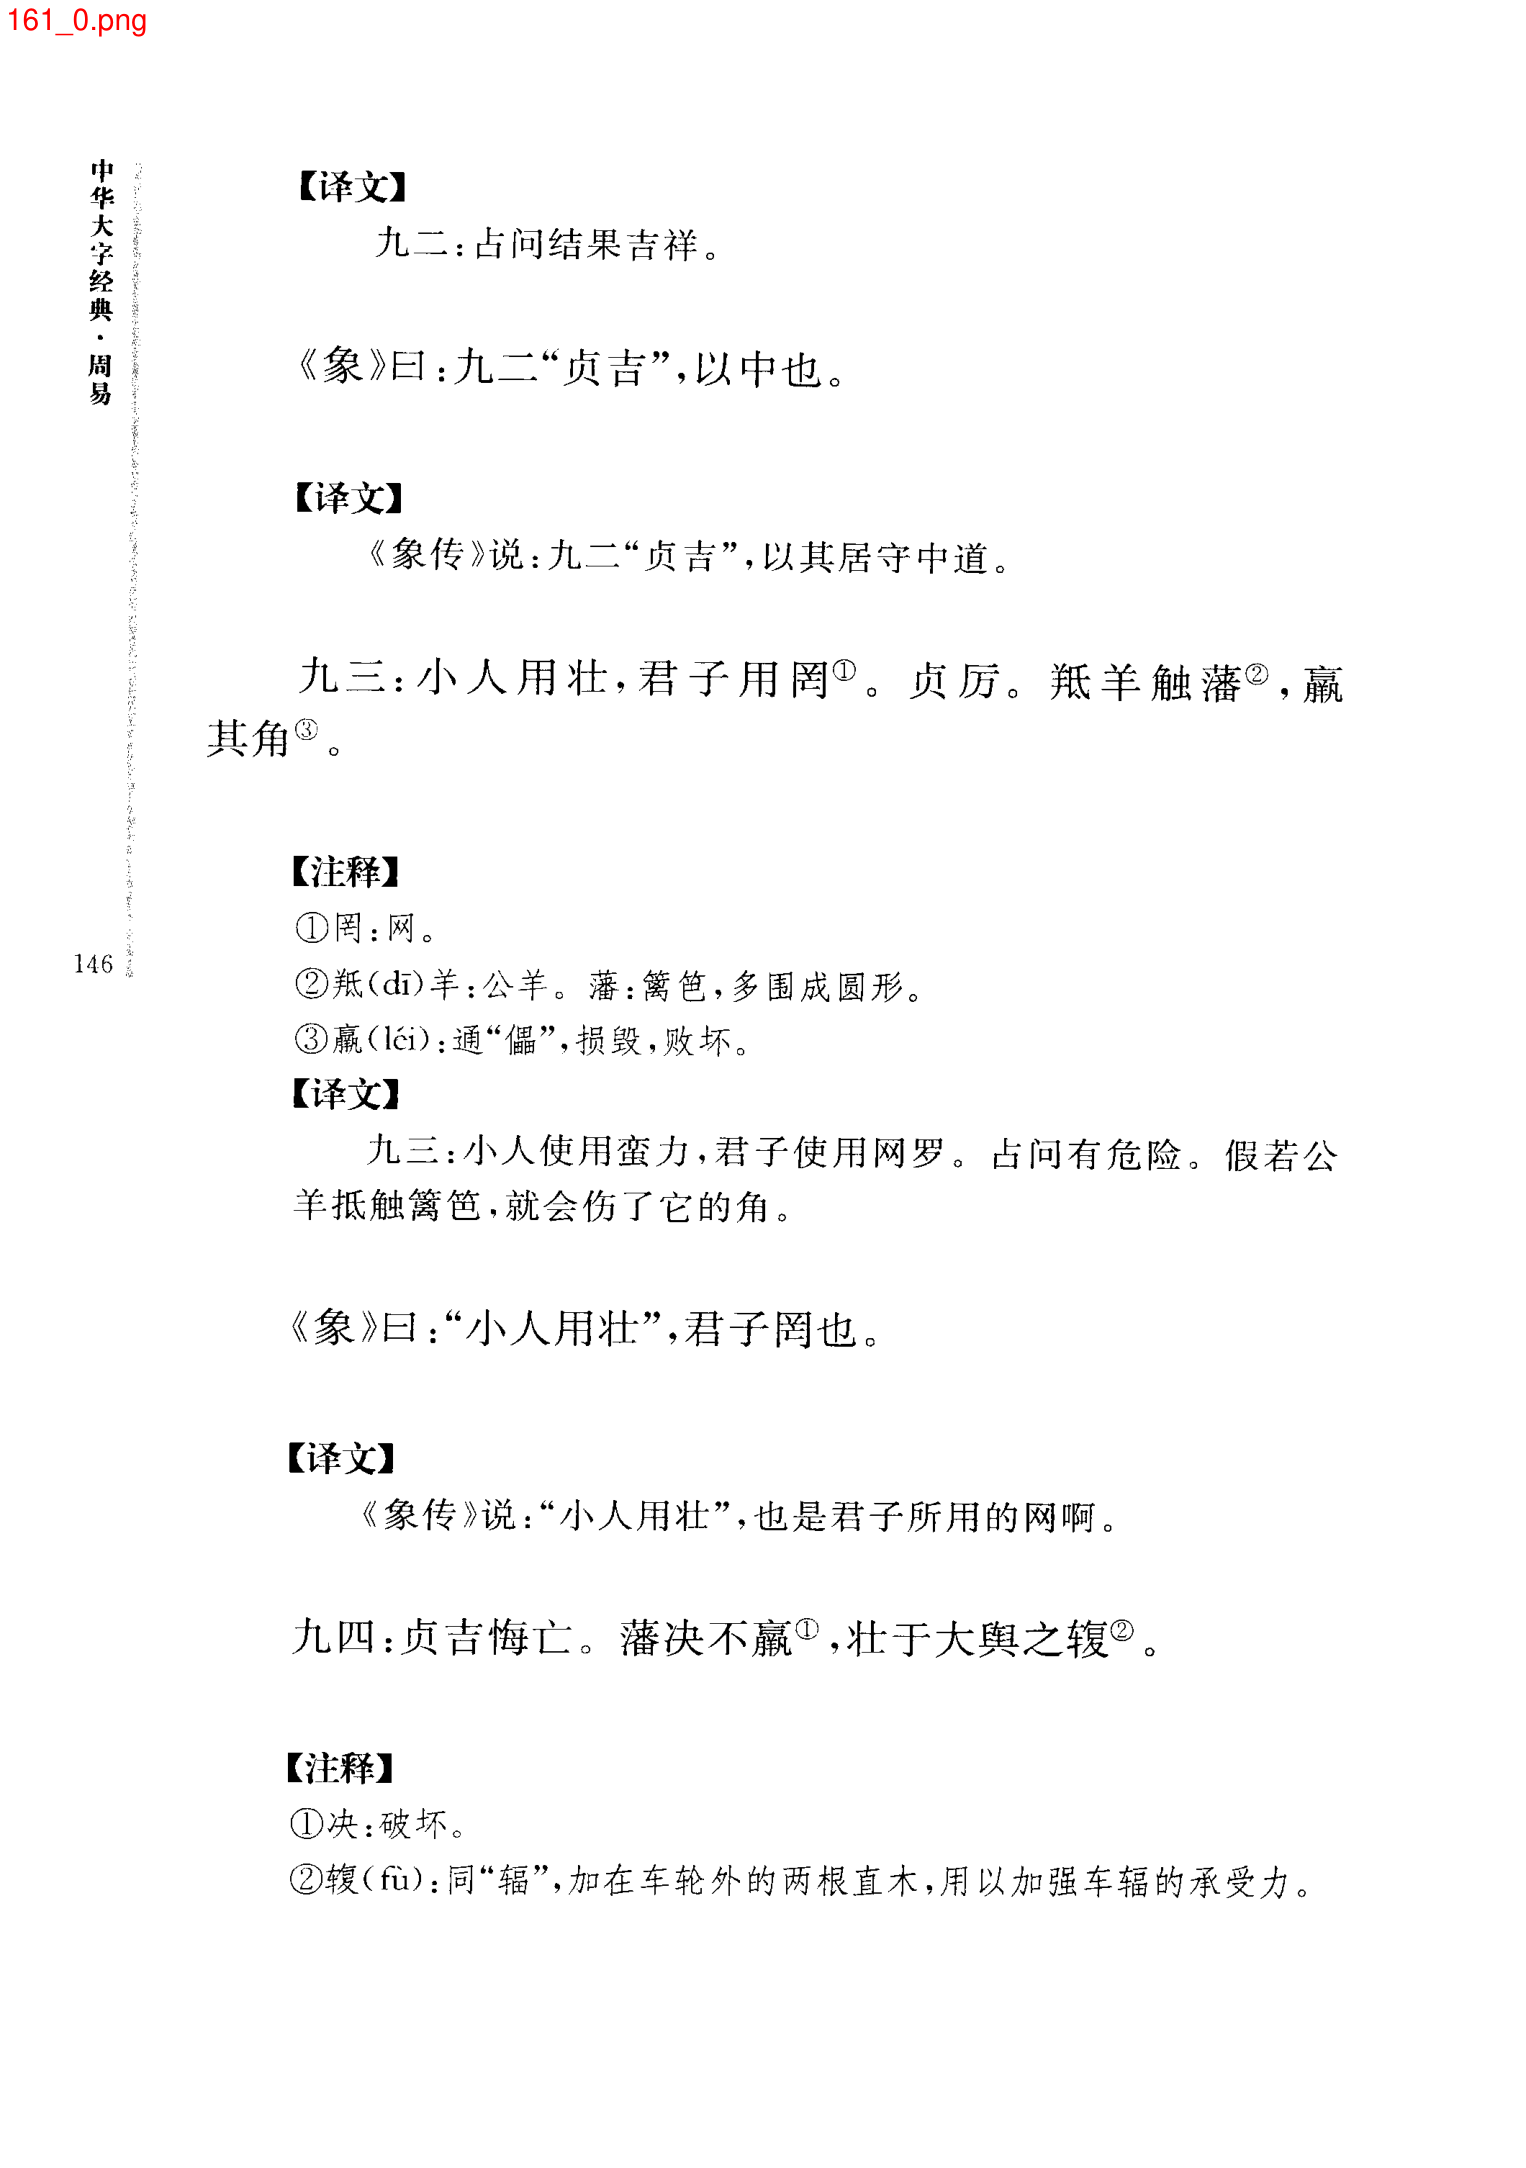 161_0.png
中华大字经典·周易
【译文】
九二:占问结果吉祥。
《象》曰:九二“贞吉”,以中也。
【译文】
《象传》说:九二“贞吉”,以其居守中道。
九三:小人用壮,君子用罔①。贞厉。羝羊触藩②,羸
其角③。
【注释】
①罔:网。
②羝(dī)羊:公羊。藩:篱笆,多围成圆形。
③羸(léi):通“儡”,损毁,败坏。
146
【译文】
九三:小人使用蛮力,君子使用网罗。占问有危险。假若公
羊抵触篱笆,就会伤了它的角。
《象》曰:“小人用壮”,君子罔也。
【译文】
《象传》说:“小人用壮”,也是君子所用的网啊。
九四:贞吉悔亡。藩决不羸①,壮于大舆之輹②。
【注释】
①决:破坏。
②輹(fù):同“辐”,加在车轮外的两根直木,用以加强车辐的承受力。